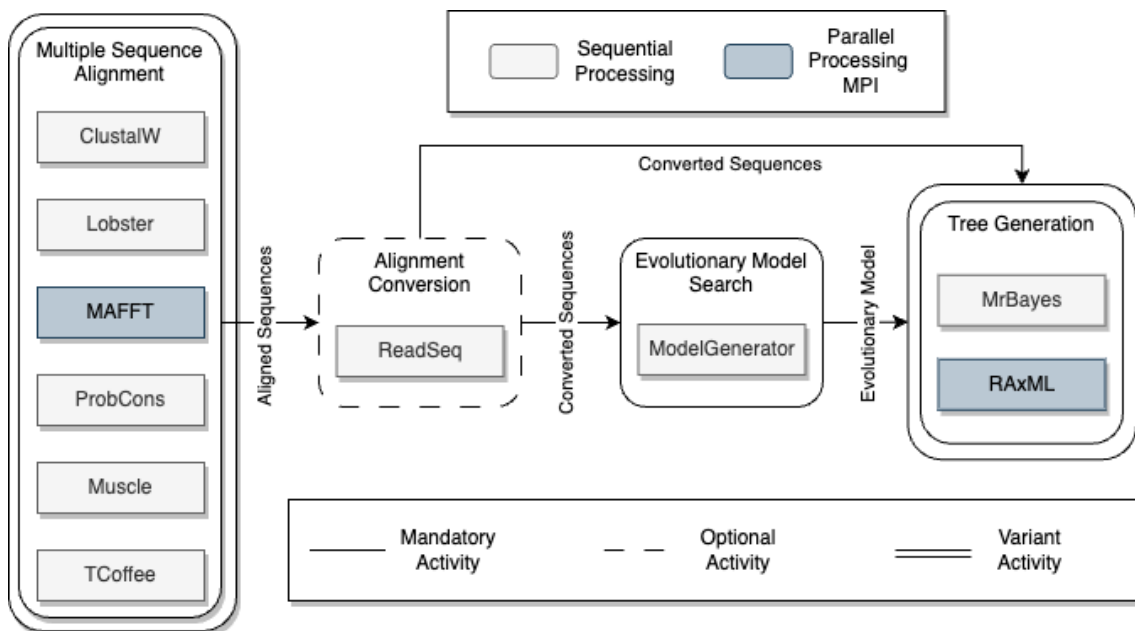 Multiple Sequence
Alignment
ClustalW
Lobster
MAFFT
ProbCons
Muscle
TCoffee
Sequential
Processing
Parallel
Processing
MPI
Converted Sequences
Aligned Sequences
Alignment
Conversion
ReadSeq
Converted Sequences
Evolutionary Model
Search
ModelGenerator
Evolutionary Model
Tree Generation
MrBayes
RAxML
Mandatory
Activity
Optional
Activity
Variant
Activity